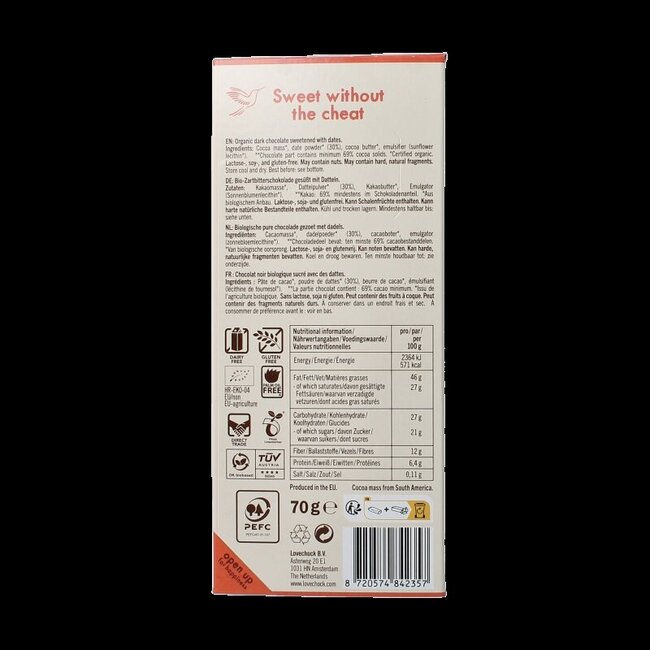 Sweet without
the cheat
EN: Organic dark chocolate sweetened with dates.
Ingredients: Cocoa mass*, date powder* (30%), cocoa butter*, emulsifier (sunflower
lecithin*). **Chocolate part contains minimum 69% cocoa solids. *Certified organic.
Lactose-, soy-, and gluten-free. May contain nuts. May contain hard, natural fragments.
Store cool and dry. Best before: see bottom.
DE: Bio-Zartbitterschokolade gesüßt mit Datteln.
Zutaten: Kakaomasse*, Dattelpulver* (30%), Kakaobutter*, Emulgator
(Sonnenblumenlecithin*). **Kakao: 69% mindestens im Schokoladenanteil. *Aus
biologischem Anbau. Laktose-, soja- und glutenfrei. Kann Schalenfrüchte enthalten. Kann
harte natürliche Bestandteile enthalten. Kühl und trocken lagern. Mindestens haltbar bis:
siehe unten.
NL: Biologische pure chocolade gezoet met dadels.
Ingrediënten: Cacaomassa*, dadelpoeder* (30%), cacaoboter*, emulgator
(zonnebloemlecithine*). **Chocoladedeel bevat: ten minste 69% cacaobestanddelen.
*Van biologische oorsprong. Lactose-, soja- en glutenvrij. Kan noten bevatten. Kan harde,
natuurlijke fragmenten bevatten. Koel en droog bewaren. Ten minste houdbaar tot: zie
onderzijde.
FR : Chocolat noir biologique sucré avec des dattes.
Ingrédients : Pâte de cacao*, poudre de dattes* (30%), beurre de cacao*, émulsifiant
(lécithine de tournesol*). **La partie chocolat contient : 69% cacao minimum. *Issu de
l'agriculture biologique. Sans lactose, soja ni gluten. Peut contenir des fruits à coque. Peut
contenir des fragments naturels durs. À conserver dans un endroit frais et sec. À
consommer de préférence avant le : voir en bas.
DAIRY
FREE
GLUTEN
FREE
HR-EKO-04
EU/non
EU-agriculture
PALM OIL
FREE
DIRECT
TRADE
OK biobased
TÜV
AUSTRIA
PEFC
Nutritional information /
Nährwertangaben /Voedingswaarde/
Valeurs nutritionnelles
pro/par/
per
100 g
Energy/Energie/Énergie
2364 kJ
571 kcal
Fat/Fett/Vet/Matières grasses
46 g
- of which saturates/davon gesättigte
Fettsäuren/waarvan verzadigde
vetzuren/dont acides gras saturés
27 g
Carbohydrate/Kohlenhydrate/
Koolhydraten/Glucides
27 g
- of which sugars/davon Zucker/
waarvan suikers/dont sucres
21 g
Fiber/Ballaststoffe/Vezels/Fibres
12 g
Protein/Eiweiß/Eiwitten/Protéines
6,4 g
Salt/Salz/Zout/Sel
0,11 g
Produced in the EU.
Cocoa mass from South America.
70 g ℮
Lovechock B.V.
Asterweg 20 E1
1031 HN Amsterdam
The Netherlands
www.lovechock.com
8 720574 842357
open up
for happiness